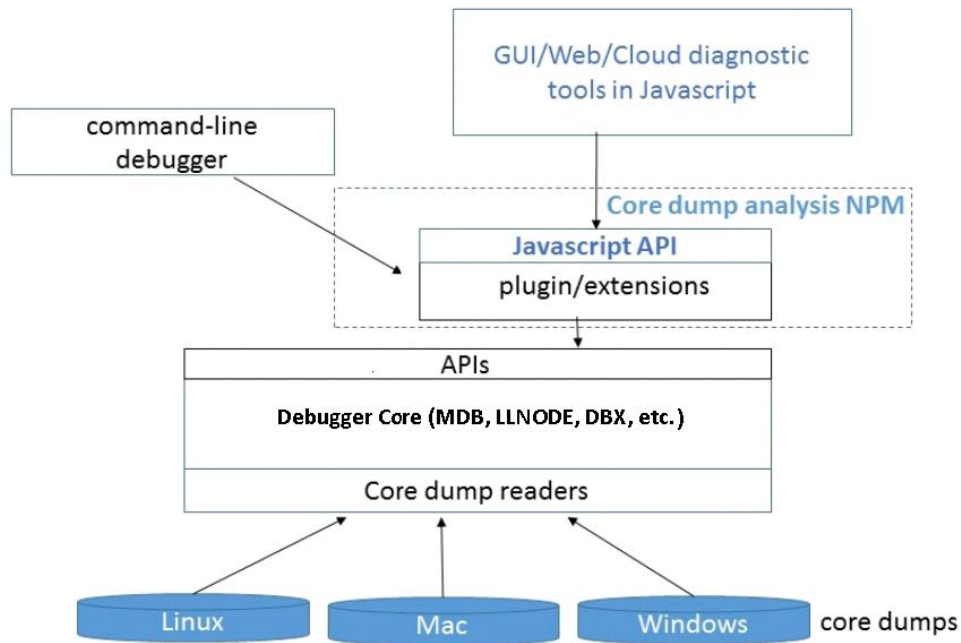 GUI/Web/Cloud diagnostic
tools in Javascript
command-line
debugger
Core dump analysis NPM
Javascript API
plugin/extensions
APIs
Debugger Core (MDB, LLNODE, DBX, etc.)
Core dump readers
Linux
Mac
Windows
core dumps